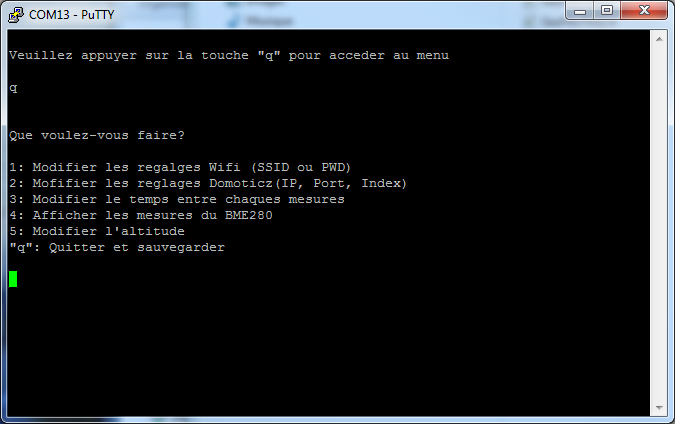 COM13 - PuTTY
Veuillez appuyer sur la touche "q" pour acceder au menu
q
Que voulez-vous faire?
1: Modifier les regalges Wifi (SSID ou PWD)
2: Mofifier les reglages Domoticz(IP, Port, Index)
3: Modifier le temps entre chaques mesures
4: Afficher les mesures du BME280
5: Modifier l'altitude
"q": Quitter et sauvegarder